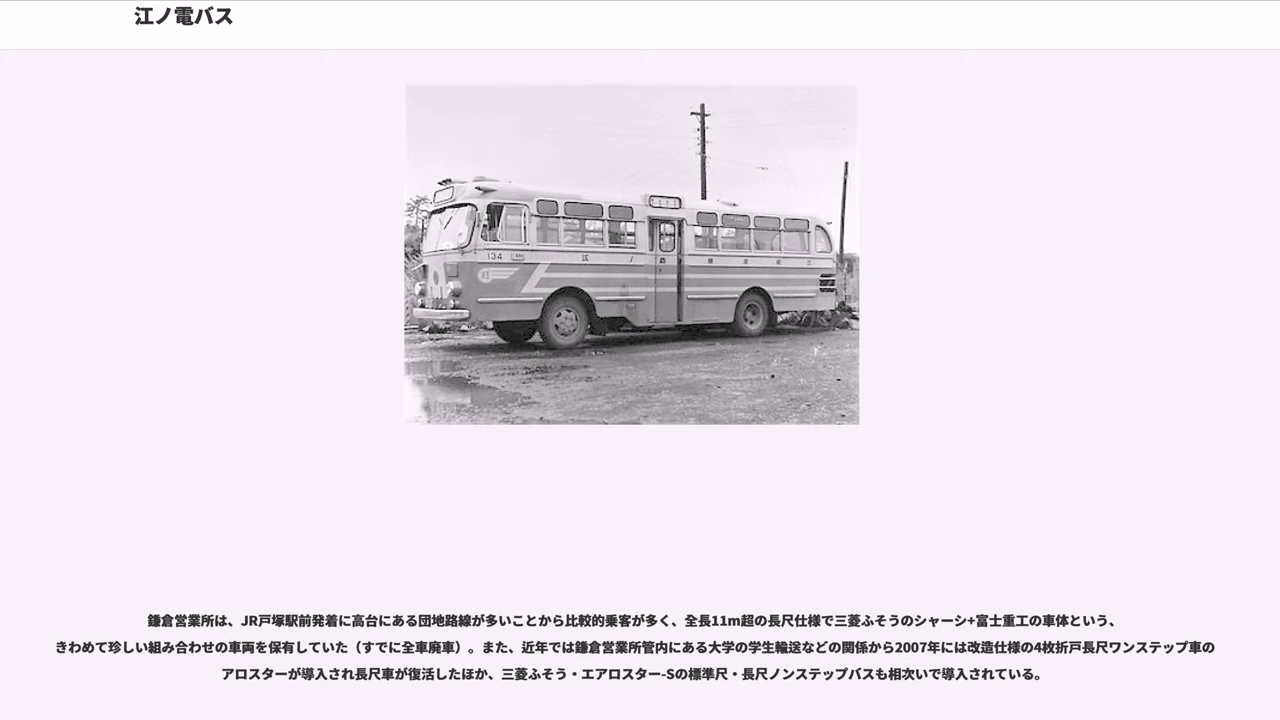 江ノ電バス
134
鎌倉営業所は、JR戸塚駅前発着に高台にある団地路線が多いことから比較的乗客が多く、全長11m超の長尺仕様で三菱ふそうのシャーシ+富士重工の車体という、
きわめて珍しい組み合わせの車両を保有していた（すでに全車廃車）。また、近年では鎌倉営業所管内にある大学の学生輸送などの関係から2007年には改造仕様の4枚折戸長尺ワンステップ車の
アロスターが導入され長尺車が復活したほか、三菱ふそう・エアロスター-Sの標準尺・長尺ノンステップバスも相次いで導入されている。